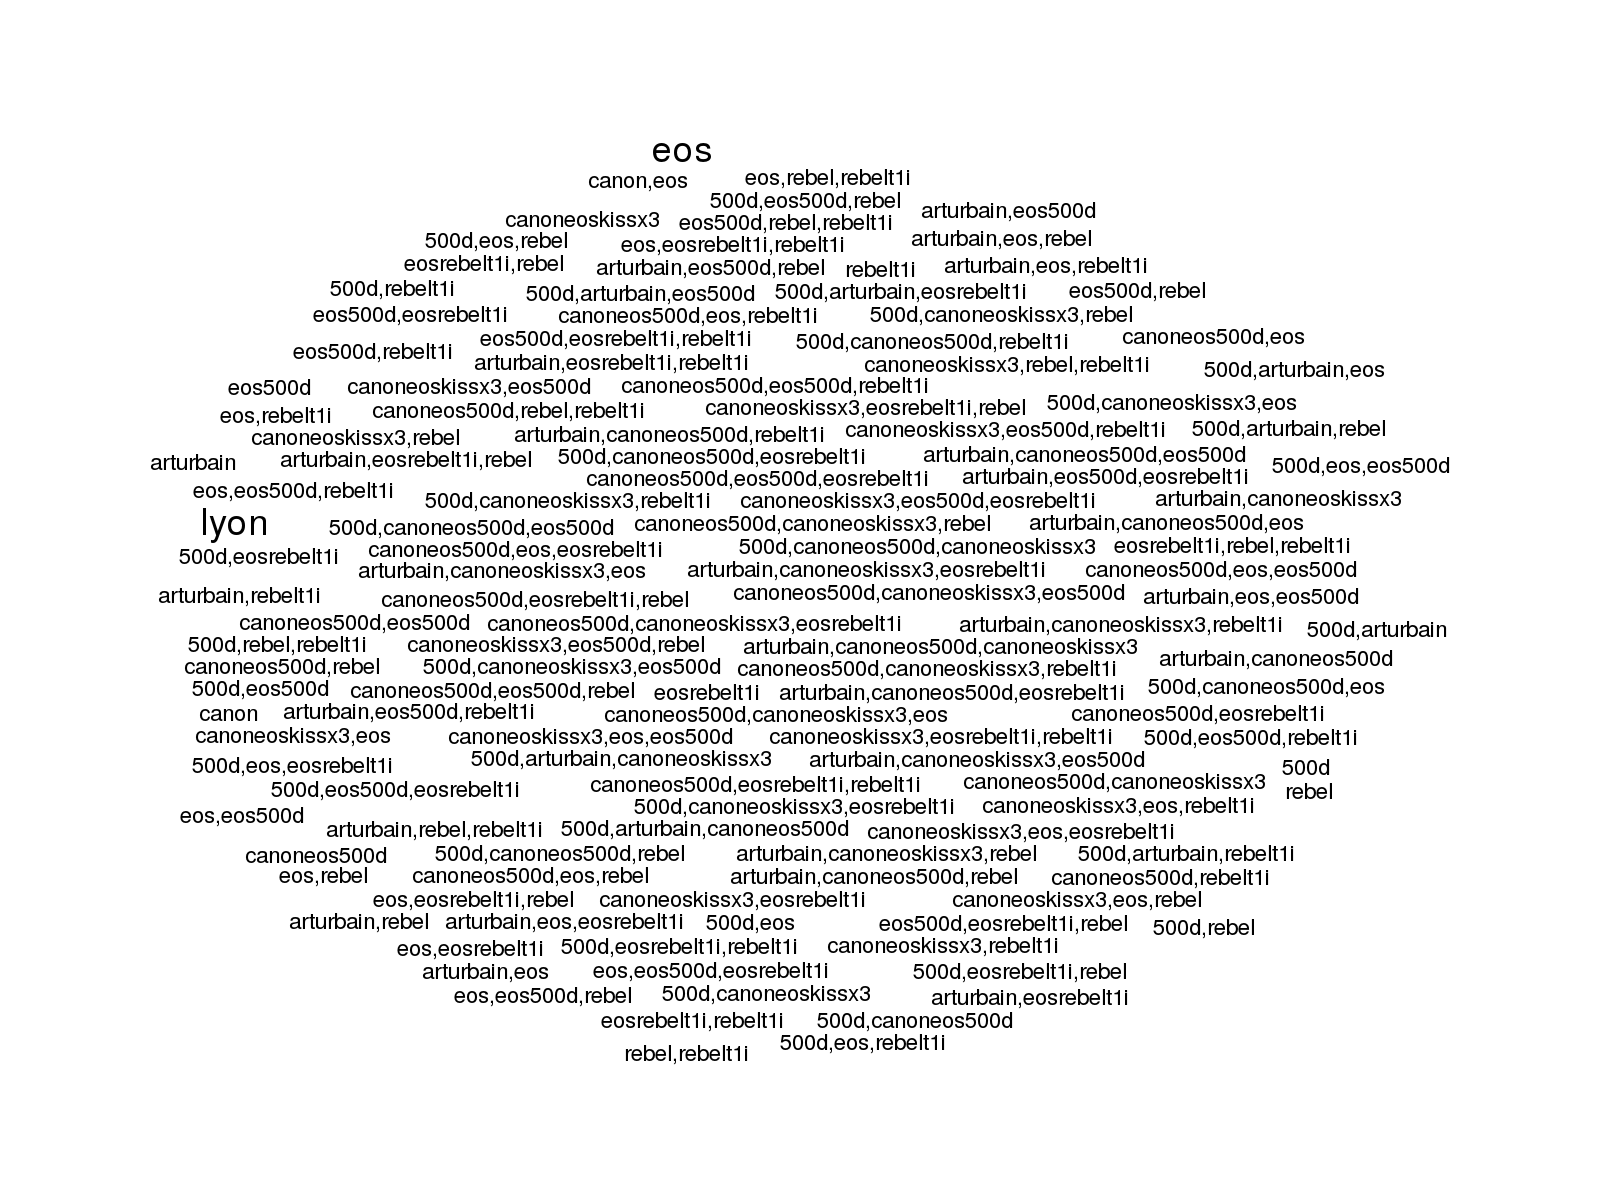 eos
canon,eos eos,rebel,rebelt1i
500d,eos500d,rebel
canoneoskissx3 eos500d,rebel,rebelt1i arturbain,eos500d
500d,eos,rebel eos,eosrebelt1i,rebelt1i arturbain,eos,rebel
eosrebelt1i,rebel arturbain,eos500d,rebel rebelt1i arturbain,eos,rebelt1i
500d,rebelt1i 500d,arturbain,eos500d 500d,arturbain,eosrebelt1i eos500d,rebel
eos500d,eosrebelt1i canoneos500d,eos,rebelt1i 500d,canoneoskissx3,rebel
eos500d,rebelt1i eos500d,eosrebelt1i,rebelt1i 500d,canoneos500d,rebelt1i canoneos500d,eos
arturbain,eosrebelt1i,rebelt1i canoneoskissx3,rebel,rebelt1i 500d,arturbain,eos
eos500d canoneoskissx3,eos500d canoneos500d,eos500d,rebelt1i
eos,rebelt1i canoneos500d,rebel,rebelt1i canoneoskissx3,eosrebelt1i,rebel 500d,canoneoskissx3,eos
canoneoskissx3,rebel arturbain,canoneos500d,rebelt1i canoneoskissx3,eos500d,rebelt1i 500d,arturbain,rebel
arturbain arturbain,eosrebelt1i,rebel 500d,canoneos500d,eosrebelt1i arturbain,canoneos500d,eos500d 500d,eos,eos500d
canoneos500d,eos500d,eosrebelt1i arturbain,eos500d,eosrebelt1i
eos,eos500d,rebelt1i 500d,canoneoskissx3,rebelt1i canoneoskissx3,eos500d,eosrebelt1i arturbain,canoneoskissx3
lyon 500d,canoneos500d,eos500d canoneos500d,canoneoskissx3,rebel arturbain,canoneos500d,eos
500d,eosrebelt1i canoneos500d,eos,eosrebelt1i 500d,canoneos500d,canoneoskissx3 eosrebelt1i,rebel,rebelt1i
arturbain,canoneoskissx3,eos arturbain,canoneoskissx3,eosrebelt1i canoneos500d,eos,eos500d
arturbain,rebelt1i canoneos500d,eosrebelt1i,rebel canoneos500d,canoneoskissx3,eos500d arturbain,eos,eos500d
canoneos500d,eos500d canoneos500d,canoneoskissx3,eosrebelt1i arturbain,canoneoskissx3,rebelt1i 500d,arturbain
500d,rebel,rebelt1i canoneoskissx3,eos500d,rebel arturbain,canoneos500d,canoneoskissx3
canoneos500d,rebel 500d,canoneoskissx3,eos500d canoneos500d,canoneoskissx3,rebelt1i arturbain,canoneos500d
500d,eos500d canoneos500d,eos500d,rebel eosrebelt1i arturbain,canoneos500d,eosrebelt1i 500d,canoneos500d,eos
canon arturbain,eos500d,rebelt1i canoneos500d,canoneoskissx3,eos canoneos500d,eosrebelt1i
canoneoskissx3,eos canoneoskissx3,eos,eos500d canoneoskissx3,eosrebelt1i,rebelt1i 500d,eos500d,rebelt1i
500d,eos,eosrebelt1i 500d,arturbain,canoneoskissx3 arturbain,canoneoskissx3,eos500d 500d
500d,eos500d,eosrebelt1i canoneos500d,eosrebelt1i,rebelt1i canoneos500d,canoneoskissx3 rebel
eos,eos500d 500d,canoneoskissx3,eosrebelt1i canoneoskissx3,eos,rebelt1i
arturbain,rebel,rebelt1i 500d,arturbain,canoneos500d canoneoskissx3,eos,eosrebelt1i
canoneos500d 500d,canoneos500d,rebel arturbain,canoneoskissx3,rebel 500d,arturbain,rebelt1i
eos,rebel canoneos500d,eos,rebel arturbain,canoneos500d,rebel canoneos500d,rebelt1i
eos,eosrebelt1i,rebel canoneoskissx3,eosrebelt1i canoneoskissx3,eos,rebel
arturbain,rebel arturbain,eos,eosrebelt1i 500d,eos eos500d,eosrebelt1i,rebel 500d,rebel
eos,eosrebelt1i 500d,eosrebelt1i,rebelt1i canoneoskissx3,rebelt1i
arturbain,eos eos,eos500d,eosrebelt1i 500d,eosrebelt1i,rebel
eos,eos500d,rebel 500d,canoneoskissx3 arturbain,eosrebelt1i
eosrebelt1i,rebelt1i 500d,canoneos500d
rebel,rebelt1i 500d,eos,rebelt1i